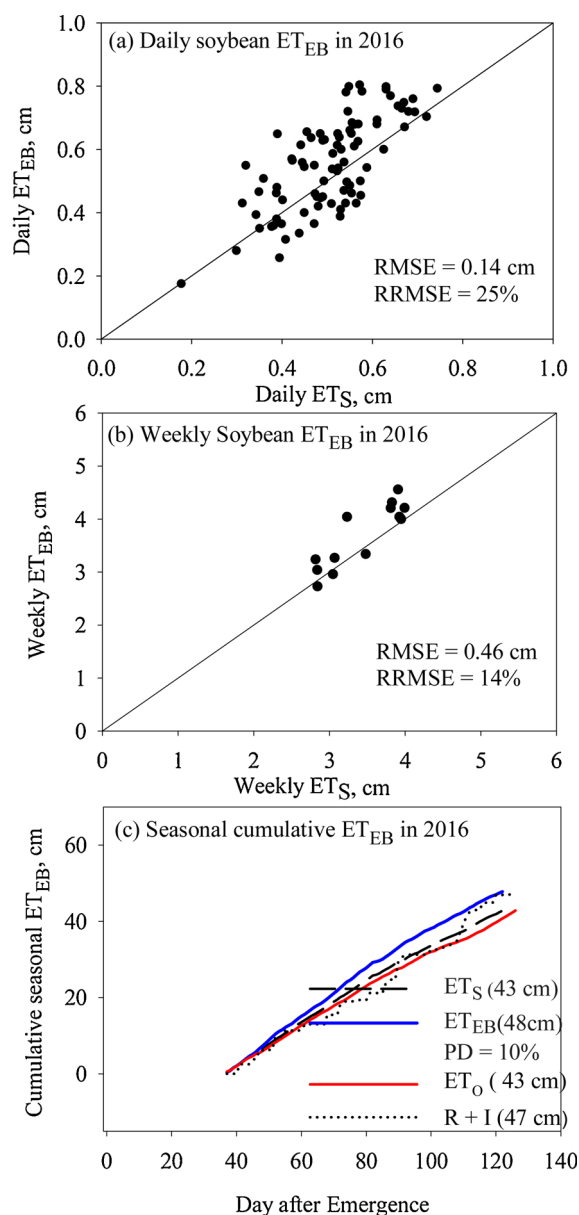 (a) Daily soybean ET_EB in 2016
1.0
0.8
0.6
0.4
0.2
0.0
Daily ET_EB, cm
RMSE = 0.14 cm
RRMSE = 25%
0.0 0.2 0.4 0.6 0.8 1.0
Daily ET_S, cm
(b) Weekly Soybean ET_EB in 2016
6
5
4
3
2
1
0
Weekly ET_EB, cm
RMSE = 0.46 cm
RRMSE = 14%
0 1 2 3 4 5 6
Weekly ET_S, cm
(c) Seasonal cumulative ET_EB in 2016
60
40
20
0
Cumulative seasonal ET_EB, cm
ET_S (43 cm)
ET_EB(48cm)
PD = 10%
ET_O ( 43 cm)
R + I (47 cm)
0 20 40 60 80 100 120 140
Day after Emergence